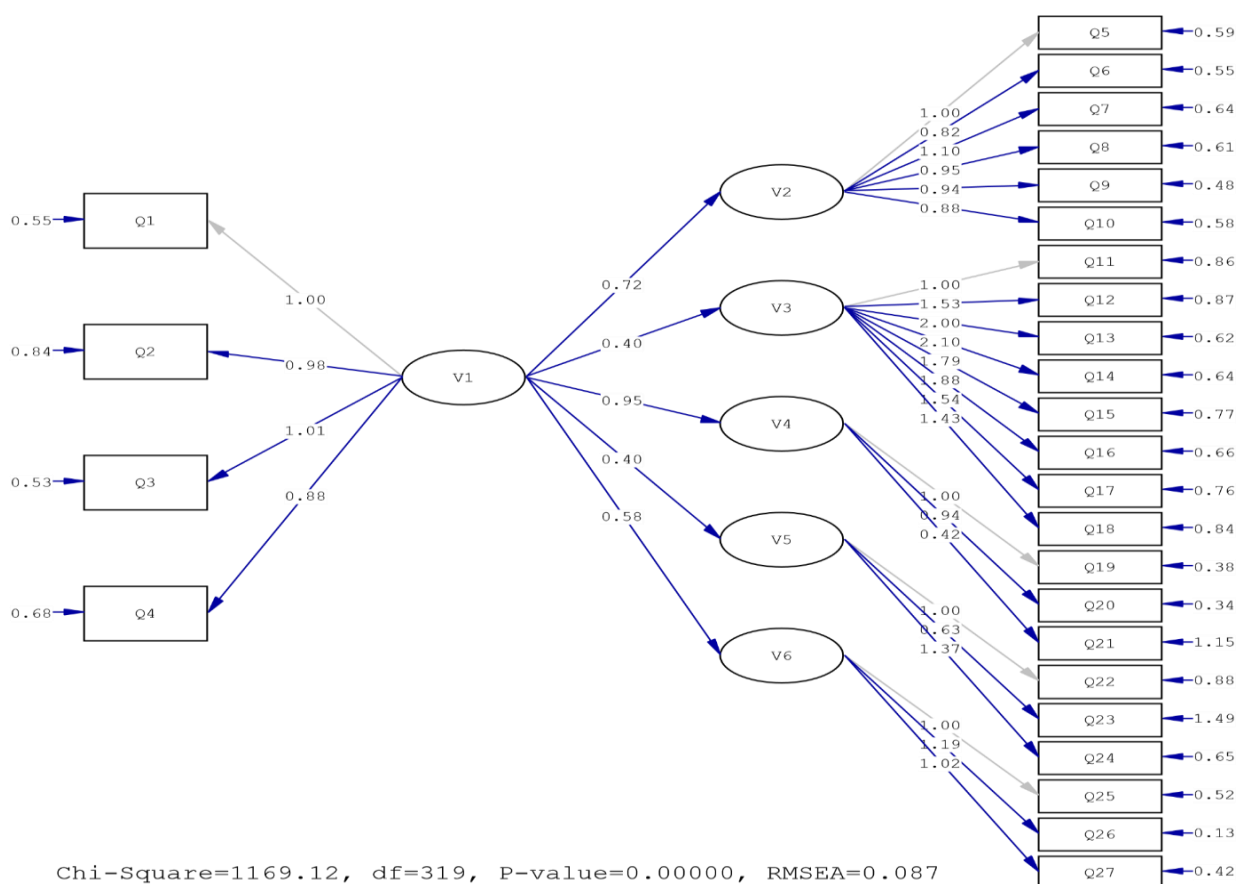 Q5 0.59
Q6 0.55
1.00 Q7 0.64
0.82
1.10 Q8 0.61
0.95
0.94 Q9 0.48
V2
0.88 Q10 0.58
0.55 Q1
Q11 0.86
0.72 1.00
1.00 Q12 0.87
1.53
V3
2.00 Q13 0.62
0.40 2.10
0.84 Q2 0.98 1.79
V1 1.88 Q14 0.64
0.95 1.54
1.43 Q15 0.77
V4
1.01 Q16 0.66
0.40
0.53 Q3 Q17 0.76
0.88 1.00
0.58 0.94 Q18 0.84
0.42
V5 Q19 0.38
Q20 0.34
0.68 Q4 1.00
0.63 Q21 1.15
1.37
V6 Q22 0.88
Q23 1.49
1.00
1.19 Q24 0.65
1.02
Q25 0.52
Q26 0.13
Q27 0.42
Chi-Square=1169.12, df=319, P-value=0.00000, RMSEA=0.087